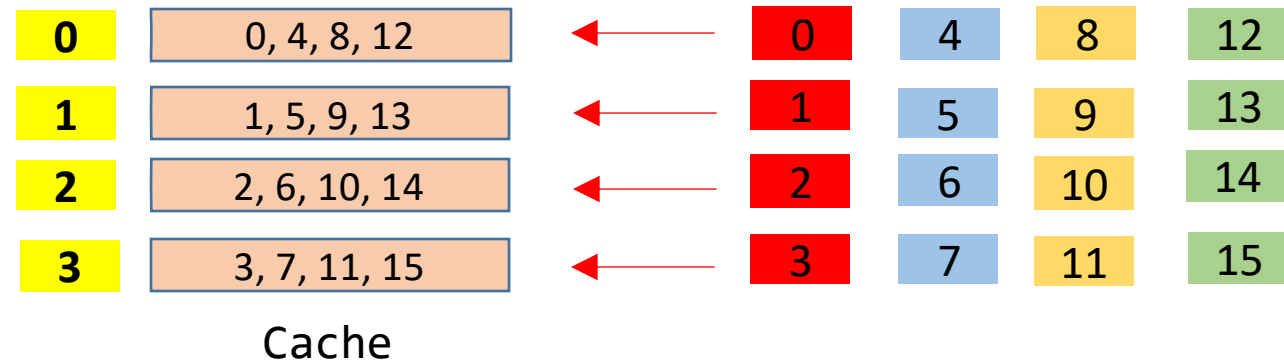 0 0, 4, 8, 12 0 4 8 12
1 1, 5, 9, 13 1 5 9 13
2 2, 6, 10, 14 2 6 10 14
3 3, 7, 11, 15 3 7 11 15
Cache